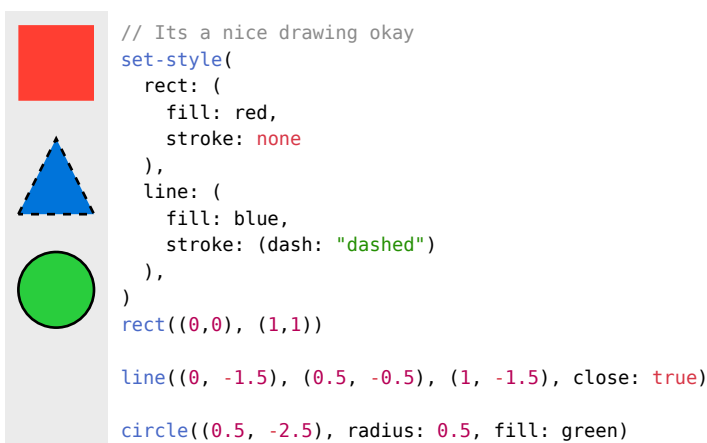 // Its a nice drawing okay
set-style(
  rect: (
    fill: red,
    stroke: none
  ),
  line: (
    fill: blue,
    stroke: (dash: "dashed")
  ),
)
rect((0,0), (1,1))

line((0, -1.5), (0.5, -0.5), (1, -1.5), close: true)

circle((0.5, -2.5), radius: 0.5, fill: green)